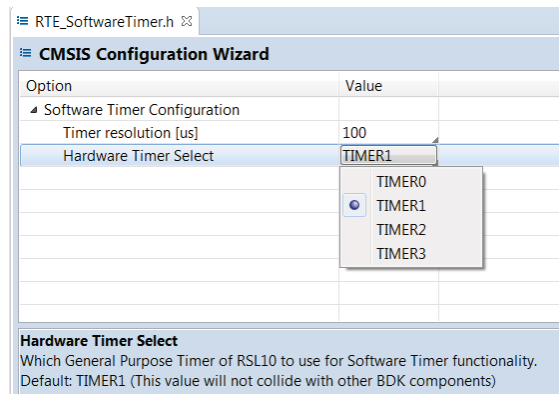 RTE_SoftwareTimer.h
CMSIS Configuration Wizard
Option Value
Software Timer Configuration
Timer resolution [us] 100
Hardware Timer Select TIMER1
TIMER0
TIMER1
TIMER2
TIMER3
Hardware Timer Select
Which General Purpose Timer of RSL10 to use for Software Timer functionality.
Default: TIMER1 (This value will not collide with other BDK components)